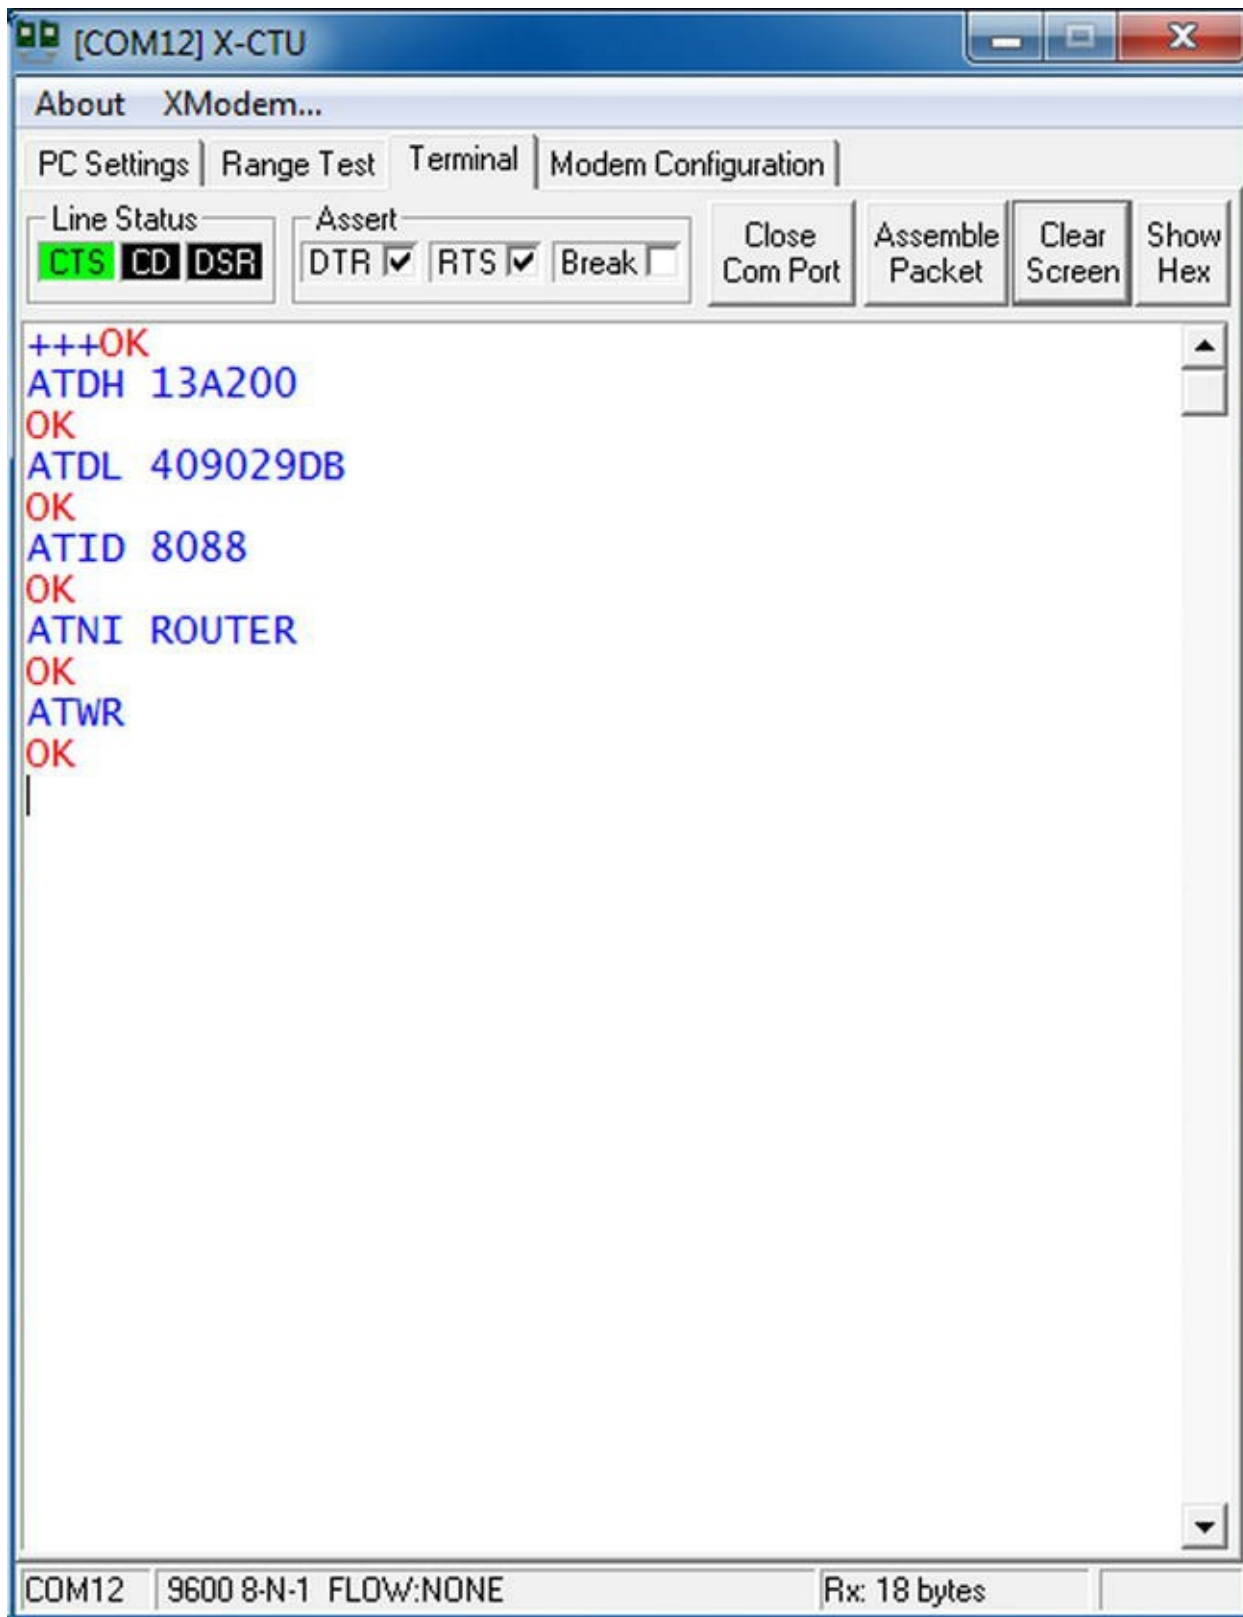 [COM12] X-CTU
About XModem...
PC Settings Range Test Terminal Modem Configuration
Line Status Assert
CTS CD DSR DTR RTS Break
Close Com Port
Assemble Packet
Clear Screen
Show Hex
+++OK
ATDH 13A200
OK
ATDL 409029DB
OK
ATID 8088
OK
ATNI ROUTER
OK
ATWR
OK
COM12 9600 8-N-1 FLOW:NONE Rx: 18 bytes